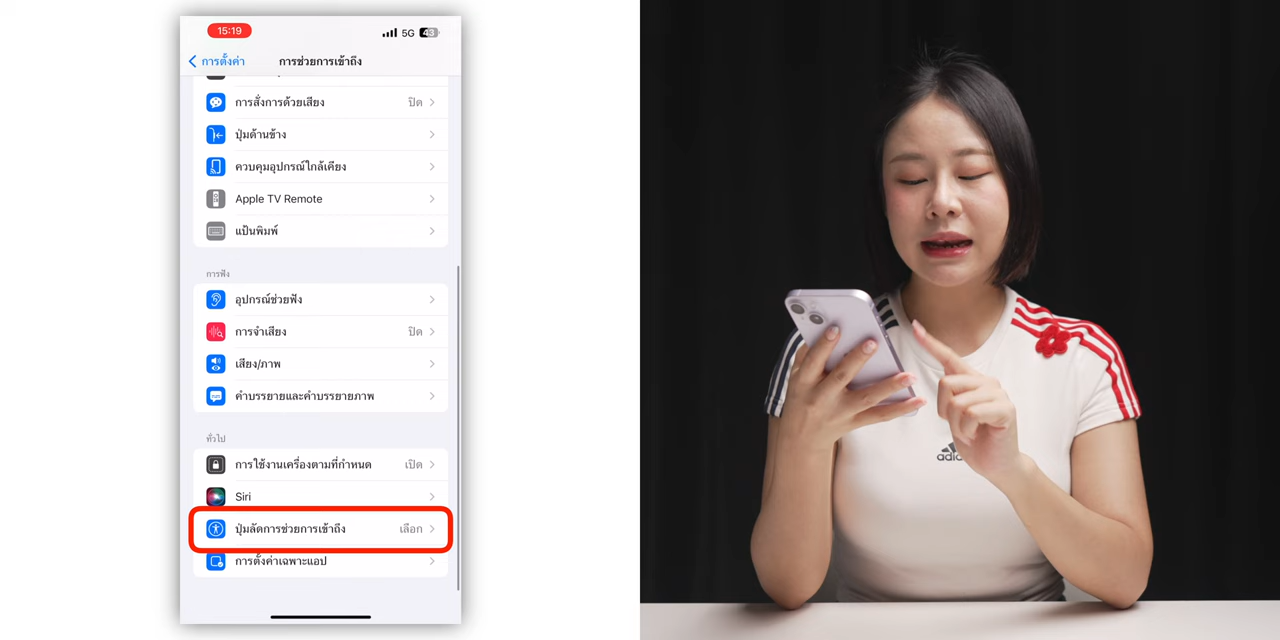 15:19
5G 43
การตั้งค่า
การช่วยการเข้าถึง
การสั่งการด้วยเสียง ปิด
ปุ่มด้านข้าง
ควบคุมอุปกรณ์ใกล้เคียง
Apple TV Remote
แป้นพิมพ์
การฟัง
อุปกรณ์ช่วยฟัง
การจำเสียง ปิด
เสียง/ภาพ
คำบรรยายและคำบรรยายภาพ
ทั่วไป
การใช้งานเครื่องตามที่กำหนด เปิด
Siri
ปุ่มลัดการช่วยการเข้าถึง เลือก
การตั้งค่าเฉพาะแอป